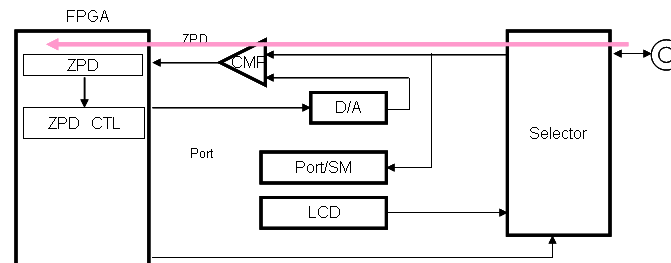 FPGA
ZPD
ZPD
CMP
ZPD CTL
D/A
Port
Port/SM
LCD
Selector